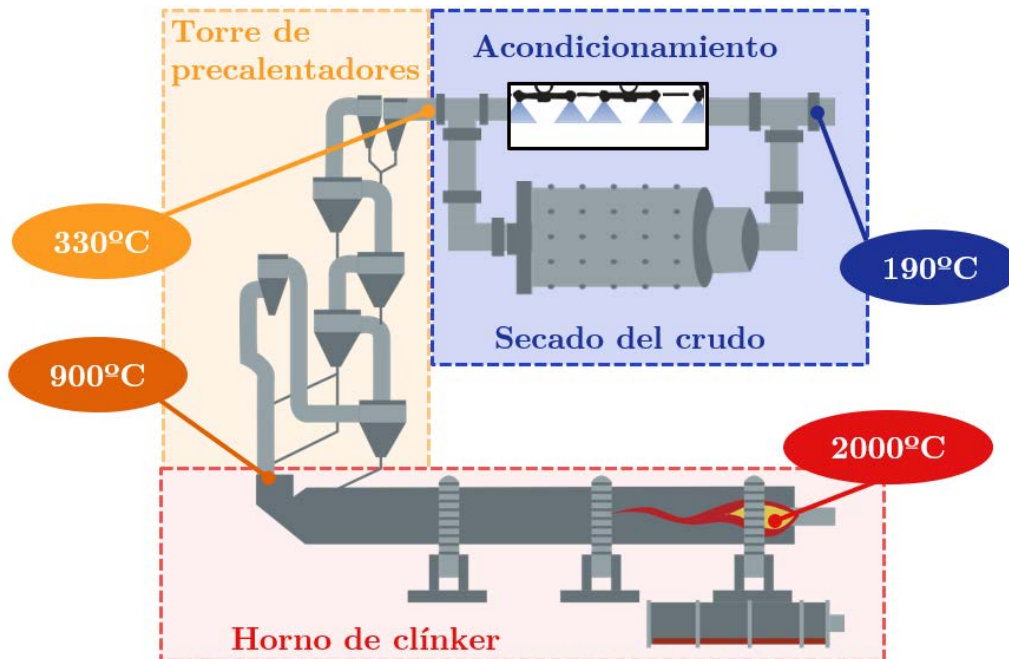 Torre de
precalentadores
Acondicionamiento
330ºC
190ºC
Secado del crudo
900ºC
2000ºC
Horno de clínker